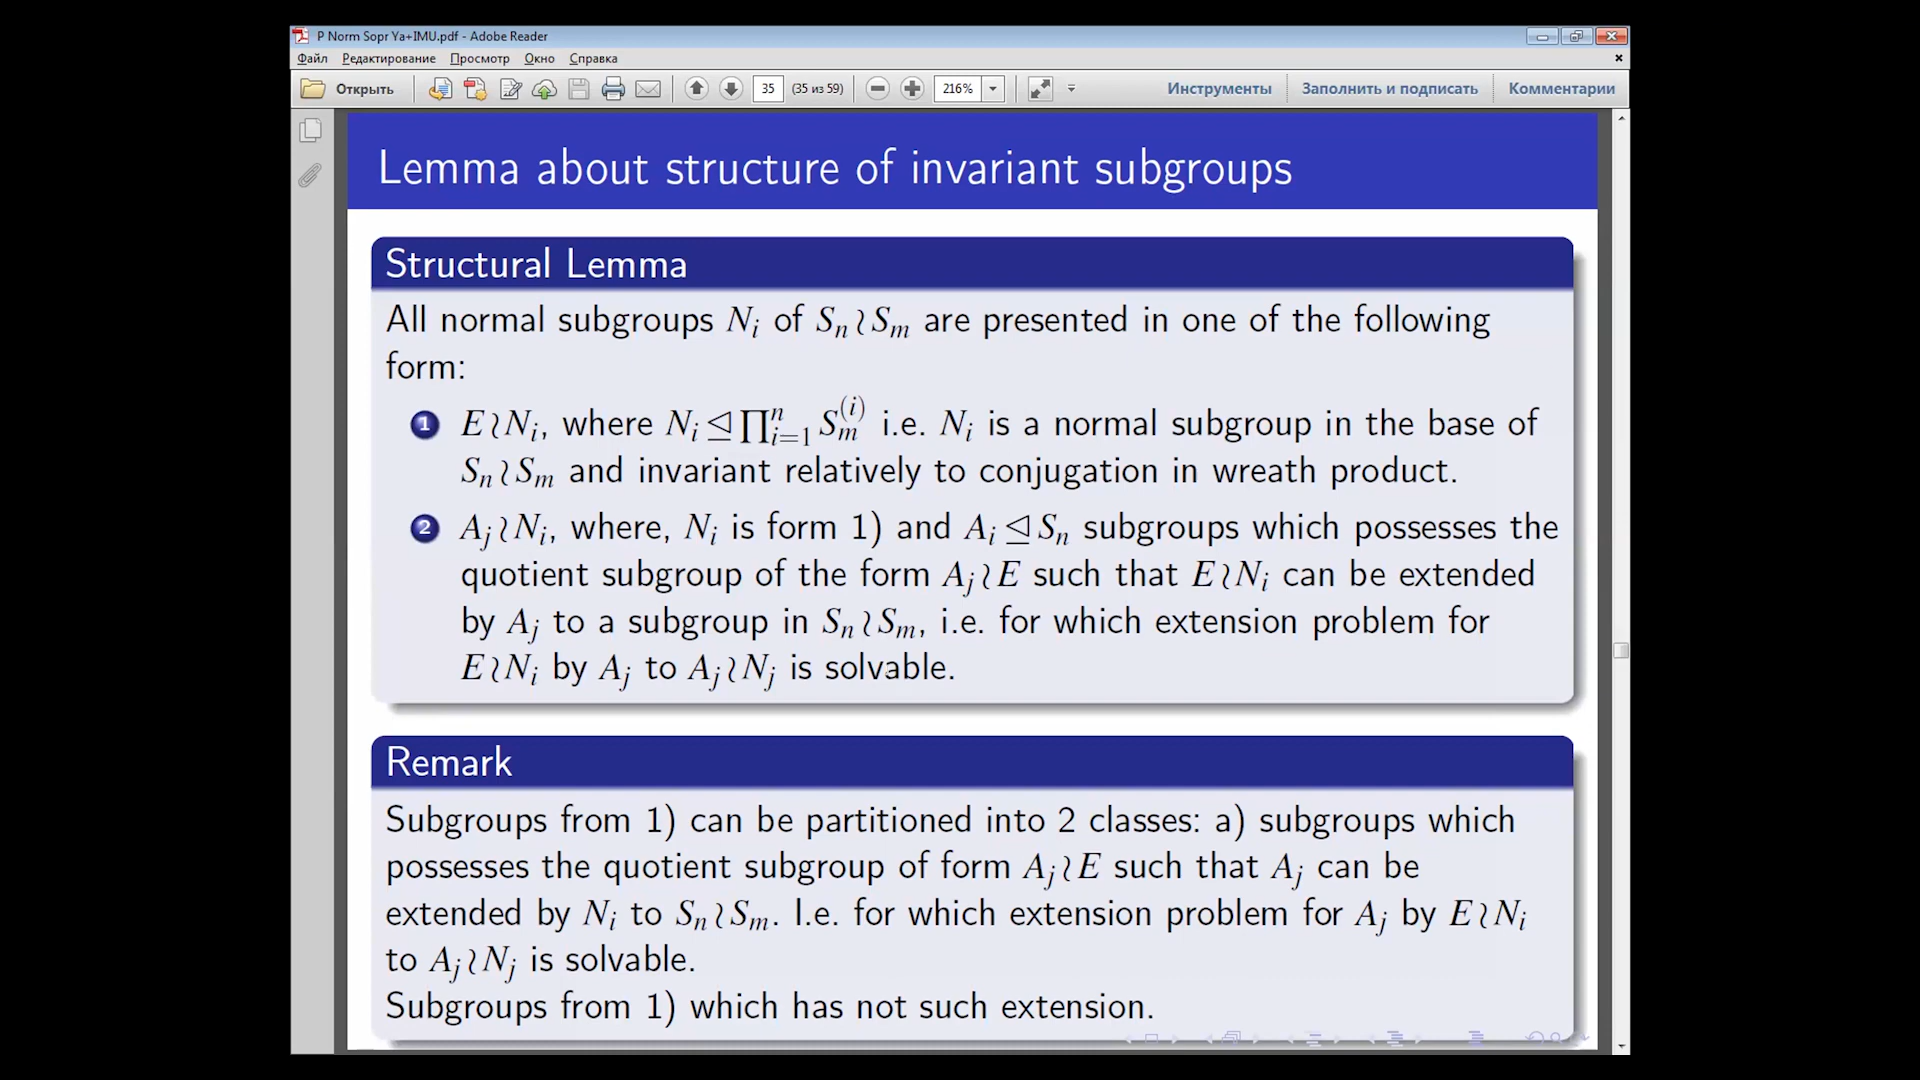 P Norm Sopr Ya+IMU.pdf - Adobe Reader
Файл Редактирование Просмотр Окно Справка
Открыть 35 (35 из 59) 216% Инструменты Заполнить и подписать Комментарии
Lemma about structure of invariant subgroups
Structural Lemma
All normal subgroups N_i of S_n ≀ S_m are presented in one of the following
form:
1 E ≀ N_i, where N_i ⊴ ∏_{i=1}^n S_m^{(i)} i.e. N_i is a normal subgroup in the base of
S_n ≀ S_m and invariant relatively to conjugation in wreath product.
2 A_j ≀ N_i, where, N_i is form 1) and A_i ⊴ S_n subgroups which possesses the
quotient subgroup of the form A_j ≀ E such that E ≀ N_i can be extended
by A_j to a subgroup in S_n ≀ S_m, i.e. for which extension problem for
E ≀ N_i by A_j to A_j ≀ N_j is solvable.
Remark
Subgroups from 1) can be partitioned into 2 classes: a) subgroups which
possesses the quotient subgroup of form A_j ≀ E such that A_j can be
extended by N_i to S_n ≀ S_m. I.e. for which extension problem for A_j by E ≀ N_i
to A_j ≀ N_j is solvable.
Subgroups from 1) which has not such extension.